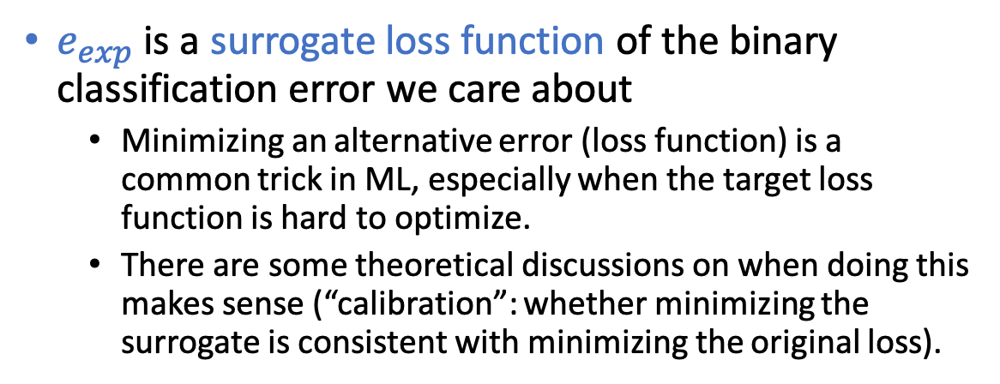 • e_exp is a surrogate loss function of the binary
classification error we care about
• Minimizing an alternative error (loss function) is a
common trick in ML, especially when the target loss
function is hard to optimize.
• There are some theoretical discussions on when doing this
makes sense (“calibration”: whether minimizing the
surrogate is consistent with minimizing the original loss).